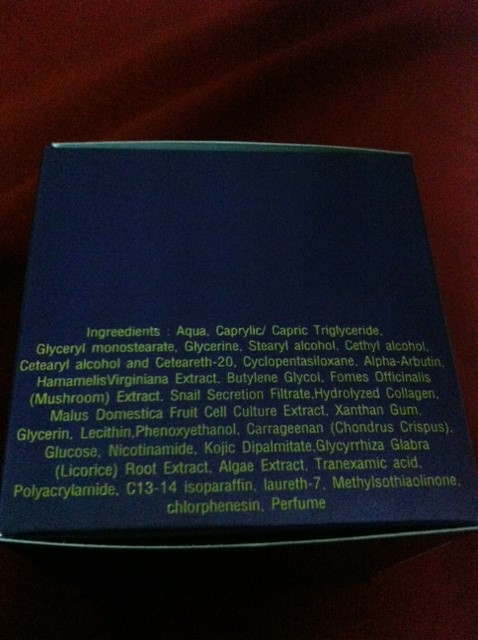 Ingreedients : Aqua, Caprylic/ Capric Triglyceride,
Glyceryl monostearate, Glycerine, Stearyl alcohol, Cethyl alcohol,
Cetearyl alcohol and Ceteareth-20, Cyclopentasiloxane, Alpha-Arbutin,
HamamelisVirginiana Extract, Butylene Glycol, Fomes Officinalis
(Mushroom) Extract, Snail Secretion Filtrate,Hydrolyzed Collagen,
Malus Domestica Fruit Cell Culture Extract, Xanthan Gum,
Glycerin, Lecithin,Phenoxyethanol, Carrageenan (Chondrus Crispus),
Glucose, Nicotinamide, Kojic Dipalmitate,Glycyrrhiza Glabra
(Licorice) Root Extract, Algae Extract, Tranexamic acid,
Polyacrylamide, C13-14 isoparaffin, laureth-7, Methylsothiaolinone,
chlorphenesin, Perfume